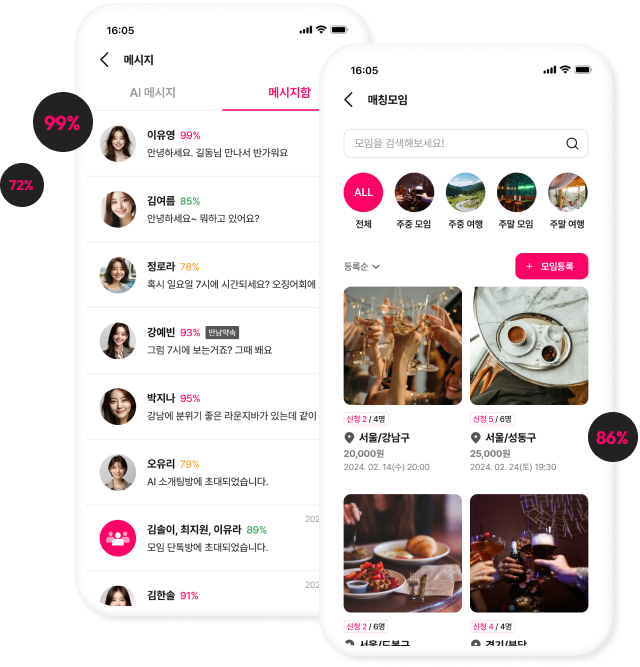 16:05
메시지
AI 메시지
메시지함
99%
72%
이유영 99%
안녕하세요. 길동님 만나서 반가워요
김여름 85%
안녕하세요~ 뭐하고 있어요?
정로라 78%
혹시 일요일 7시에 시간되세요? 오징어회에
강예빈 93% 만남약속
그럼 7시에 보는거죠? 그때 봬요
박지나 95%
강남에 분위기 좋은 라운지바가 있는데 같이
오유리 79%
AI 소개팅방에 초대되었습니다.
202
김솔이, 최지원, 이유라 89%
모임 단톡방에 초대되었습니다.
202
김한솔 91%
16:05
매칭모임
모임을 검색해보세요!
ALL
전체
주중 모임
주중 여행
주말 모임
주말 여행
등록순
+ 모임등록
신청 2 / 4명
서울/강남구
20,000원
2024. 02. 14(수) 20:00
신청 5 / 6명
서울/성동구
25,000원
2024. 02. 24(토) 19:30
86%
신청 2 / 6명
서울/도봉구
신청 4 / 4명
경기/분당